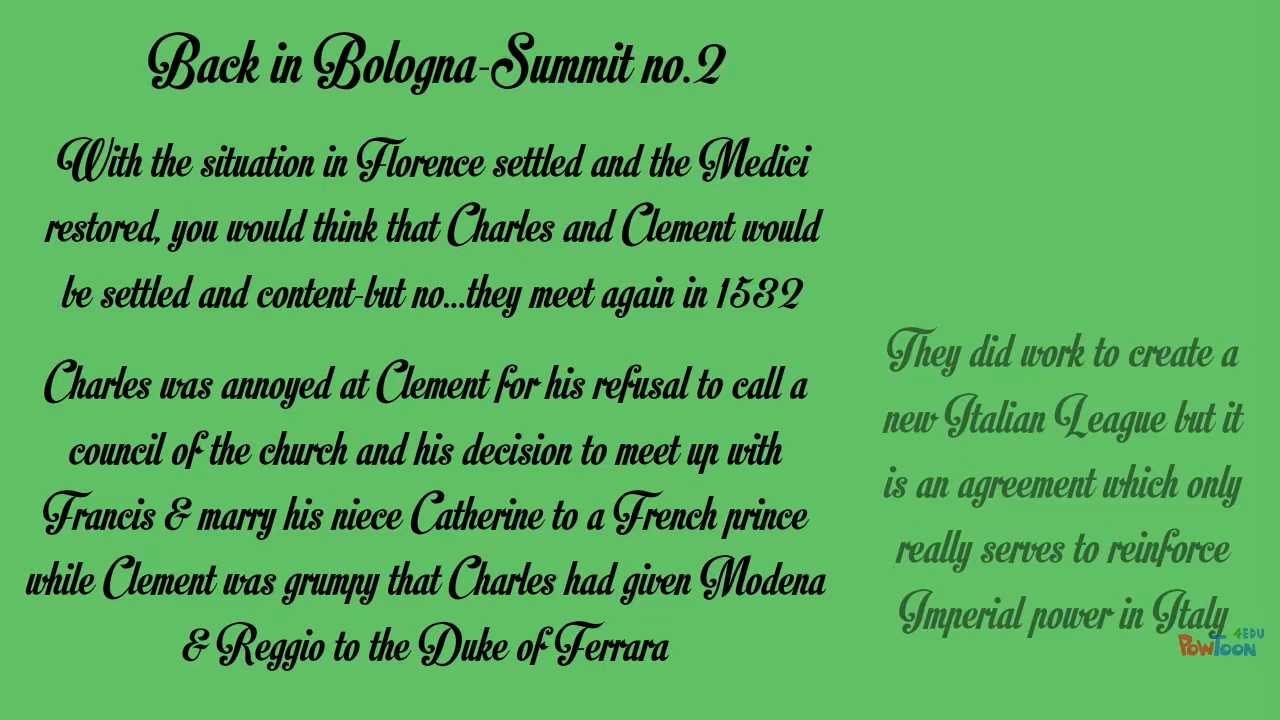 Back in Bologna-Summit no.2
With the situation in Florence settled and the Medici
restored, you would think that Charles and Clement would
be settled and content-but no...they meet again in 1532
Charles was annoyed at Clement for his refusal to call a
council of the church and his decision to meet up with
Francis & marry his niece Catherine to a French prince
while Clement was grumpy that Charles had given Modena
& Reggio to the Duke of Ferrara
They did work to create a
new Italian League but it
is an agreement which only
really serves to reinforce
Imperial power in Italy
4EDU
POWTOON